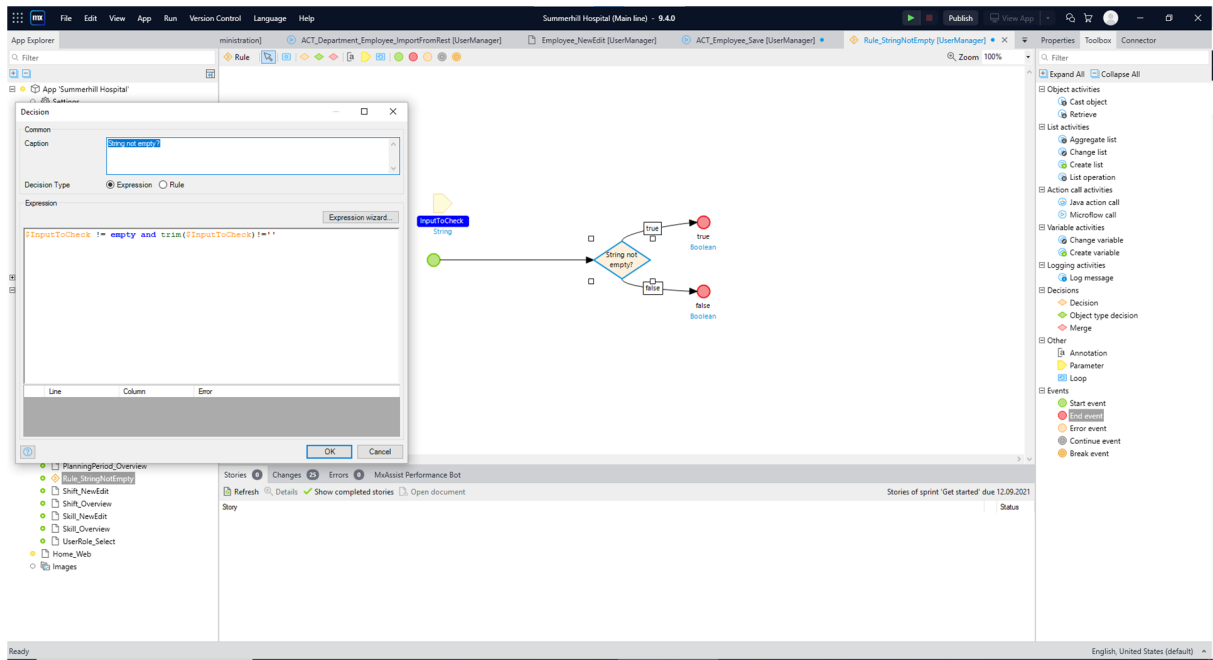 mx File Edit View App Run Version Control Language Help Summerhill Hospital (Main line) - 9.4.0 Publish View App
App Explorer ministration] ACT_Department_Employee_ImportFromRest [UserManager] Employee_NewEdit [UserManager] ACT_Employee_Save [UserManager] Rule_StringNotEmpty [UserManager] Properties Toolbox Connector
Filter Rule Zoom 100% Filter
Expand All Collapse All
App 'Summerhill Hospital'
Settings
Decision
Common
Caption String not empty?
Decision Type Expression Rule
Expression
Expression wizard...
$InputToCheck != empty and trim($InputToCheck)!=''
Line Column Error
OK Cancel
InputToCheck
String
String not
empty?
true
true
Boolean
false
false
Boolean
Object activities
Cast object
Retrieve
List activities
Aggregate list
Change list
Create list
List operation
Action call activities
Java action call
Microflow call
Variable activities
Change variable
Create variable
Logging activities
Log message
Decisions
Decision
Object type decision
Merge
Other
Annotation
Parameter
Loop
Events
Start event
End event
Error event
Continue event
Break event
PlanningPeriod_Overview
Rule_StringNotEmpty
Shift_NewEdit
Shift_Overview
Skill_NewEdit
Skill_Overview
UserRole_Select
Home_Web
Images
Stories 0 Changes 25 Errors 0 MxAssist Performance Bot
Refresh Details Show completed stories Open document Stories of sprint 'Get started' due 12.09.2021
Story Status
Ready English, United States (default)